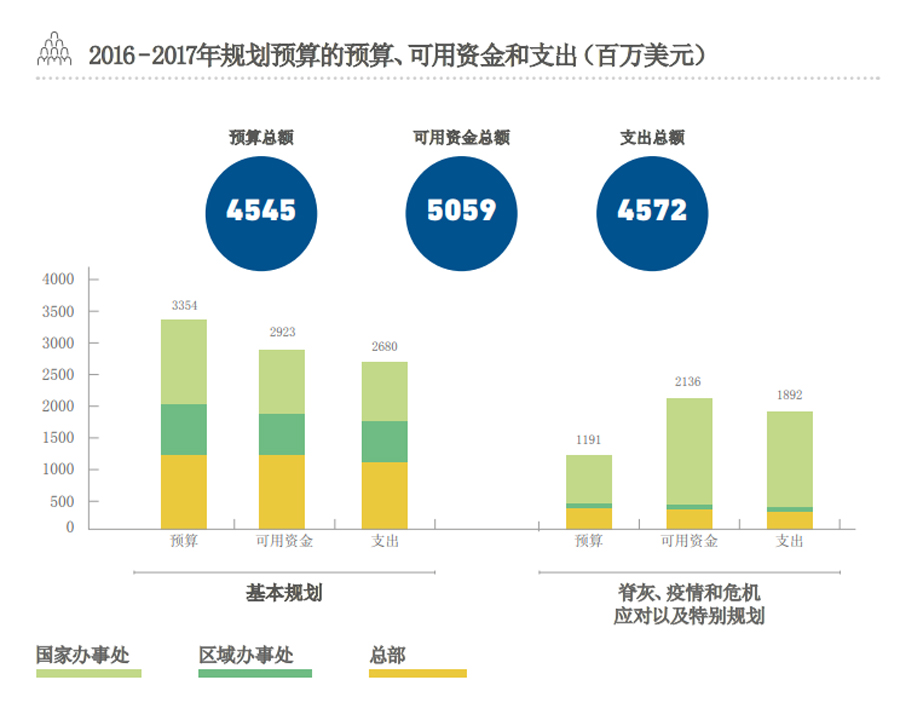 2016-2017年规划预算的预算、可用资金和支出（百万美元）
预算总额 可用资金总额 支出总额
4545 5059 4572
4000
3500
3000
2500
2000
1500
1000
500
0
3354
2923
2680
2136
1892
1191
预算 可用资金 支出 预算 可用资金 支出
基本规划
脊灰、疫情和危机
应对以及特别规划
国家办事处 区域办事处 总部